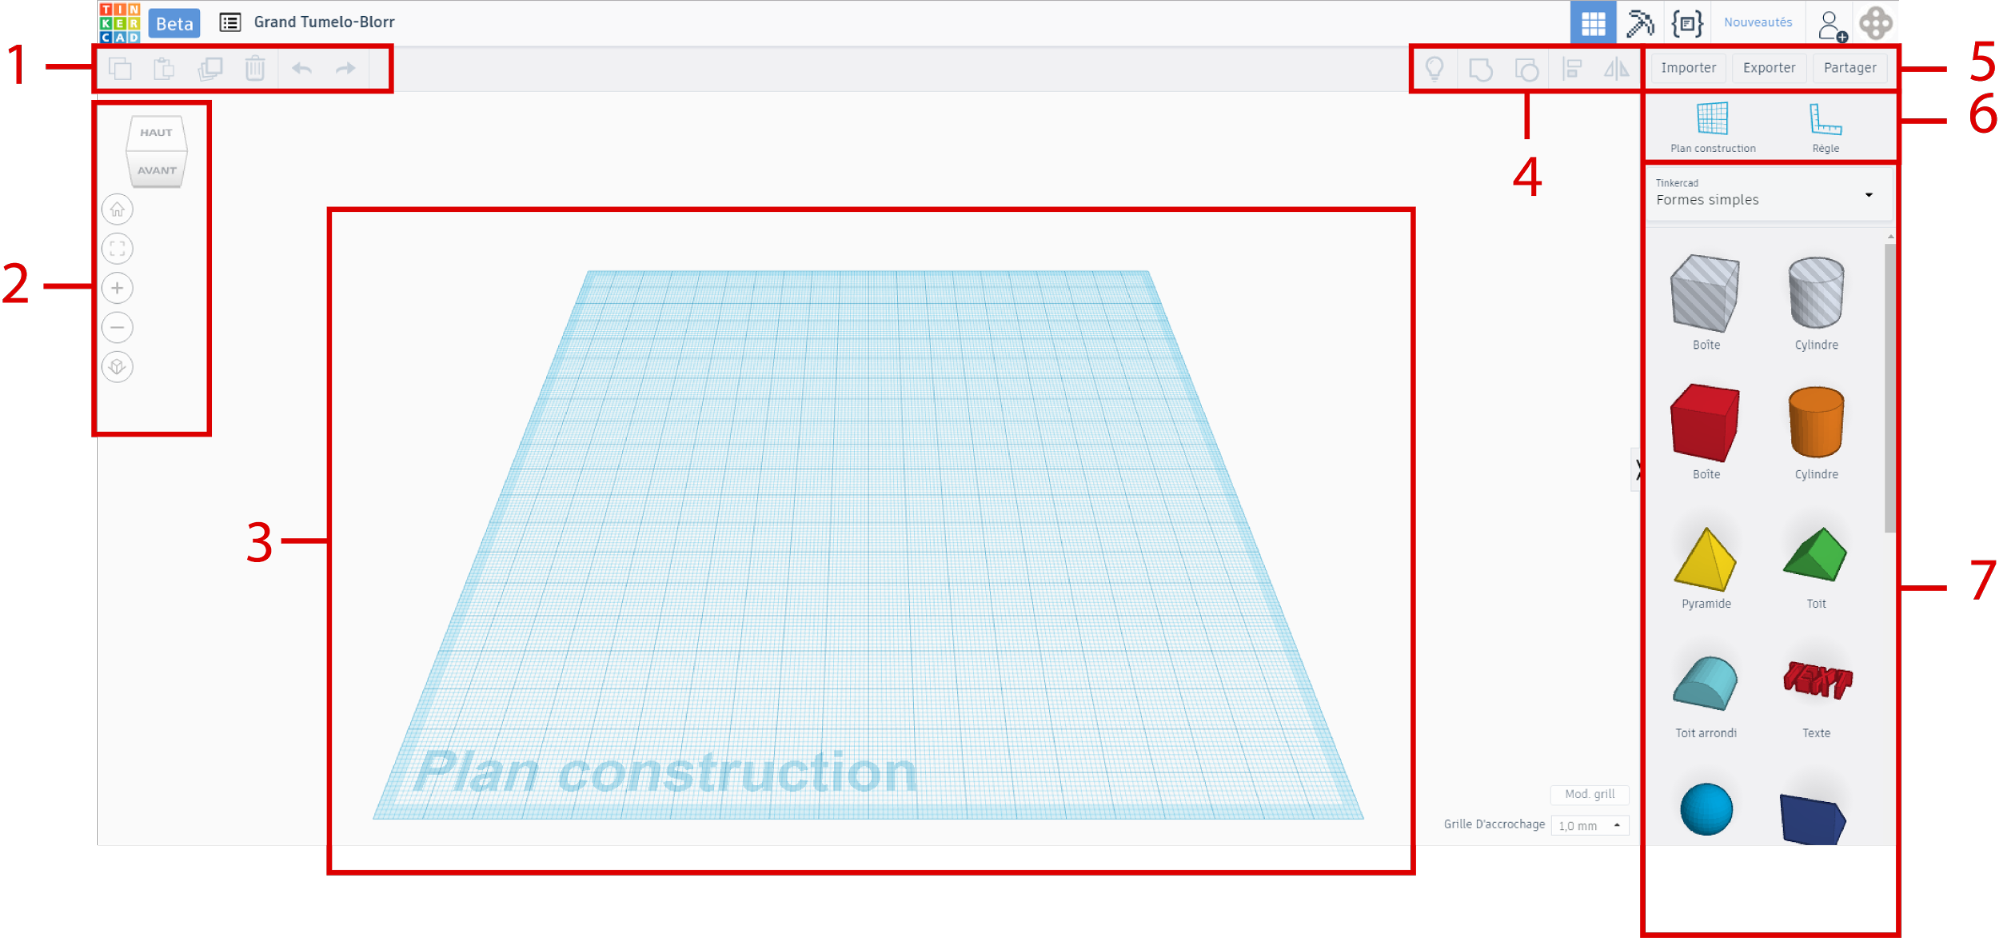 TIN
KER
CAD
Beta
Grand Tumelo-Blorr
Nouveautés
1
Importer
Exporter
Partager
5
HAUT
AVANT
2
4
Plan construction
Règle
6
Tinkercad
Formes simples
Boîte
Cylindre
Boîte
Cylindre
3
Pyramide
Toit
7
TEXT
Toit arrondi
Texte
Plan construction
Mod. grill
Grille D'accrochage
1,0 mm